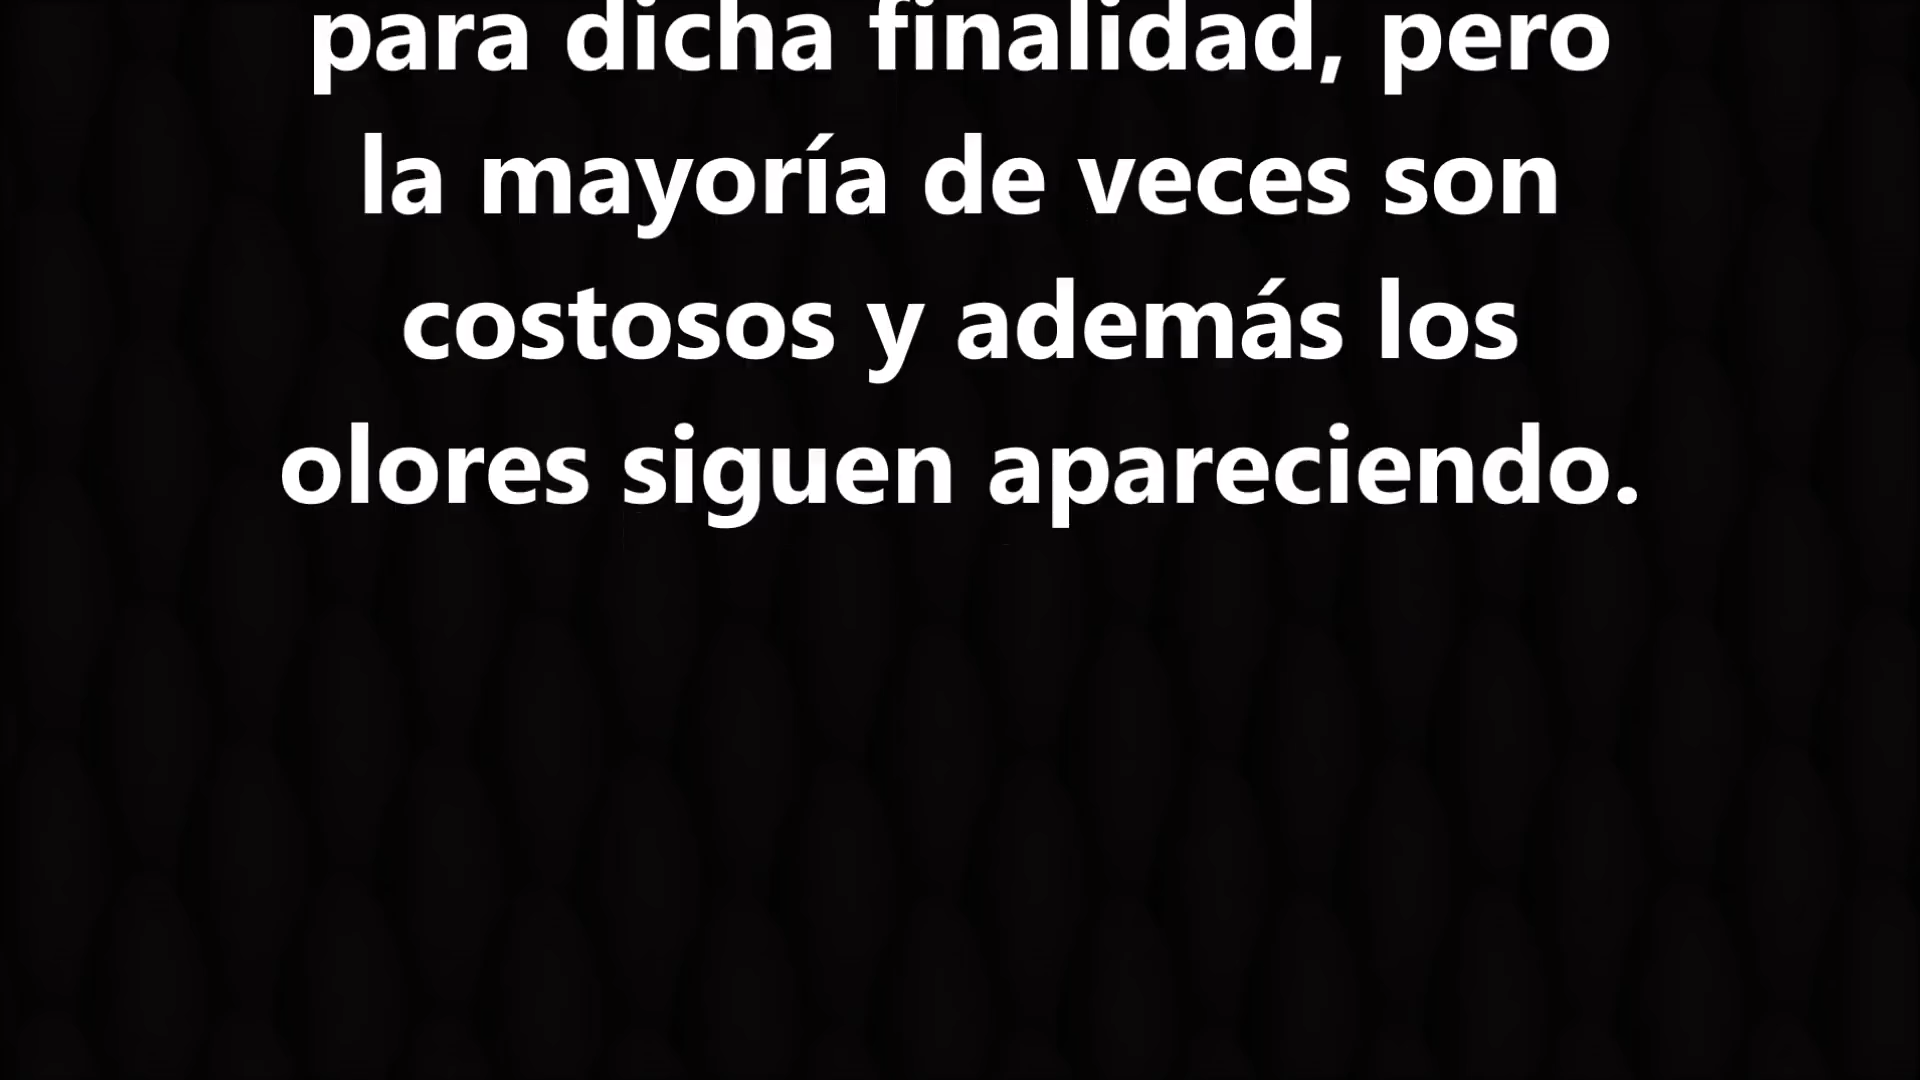 para dicha finalidad, pero
la mayoría de veces son
costosos y además los
olores siguen apareciendo.